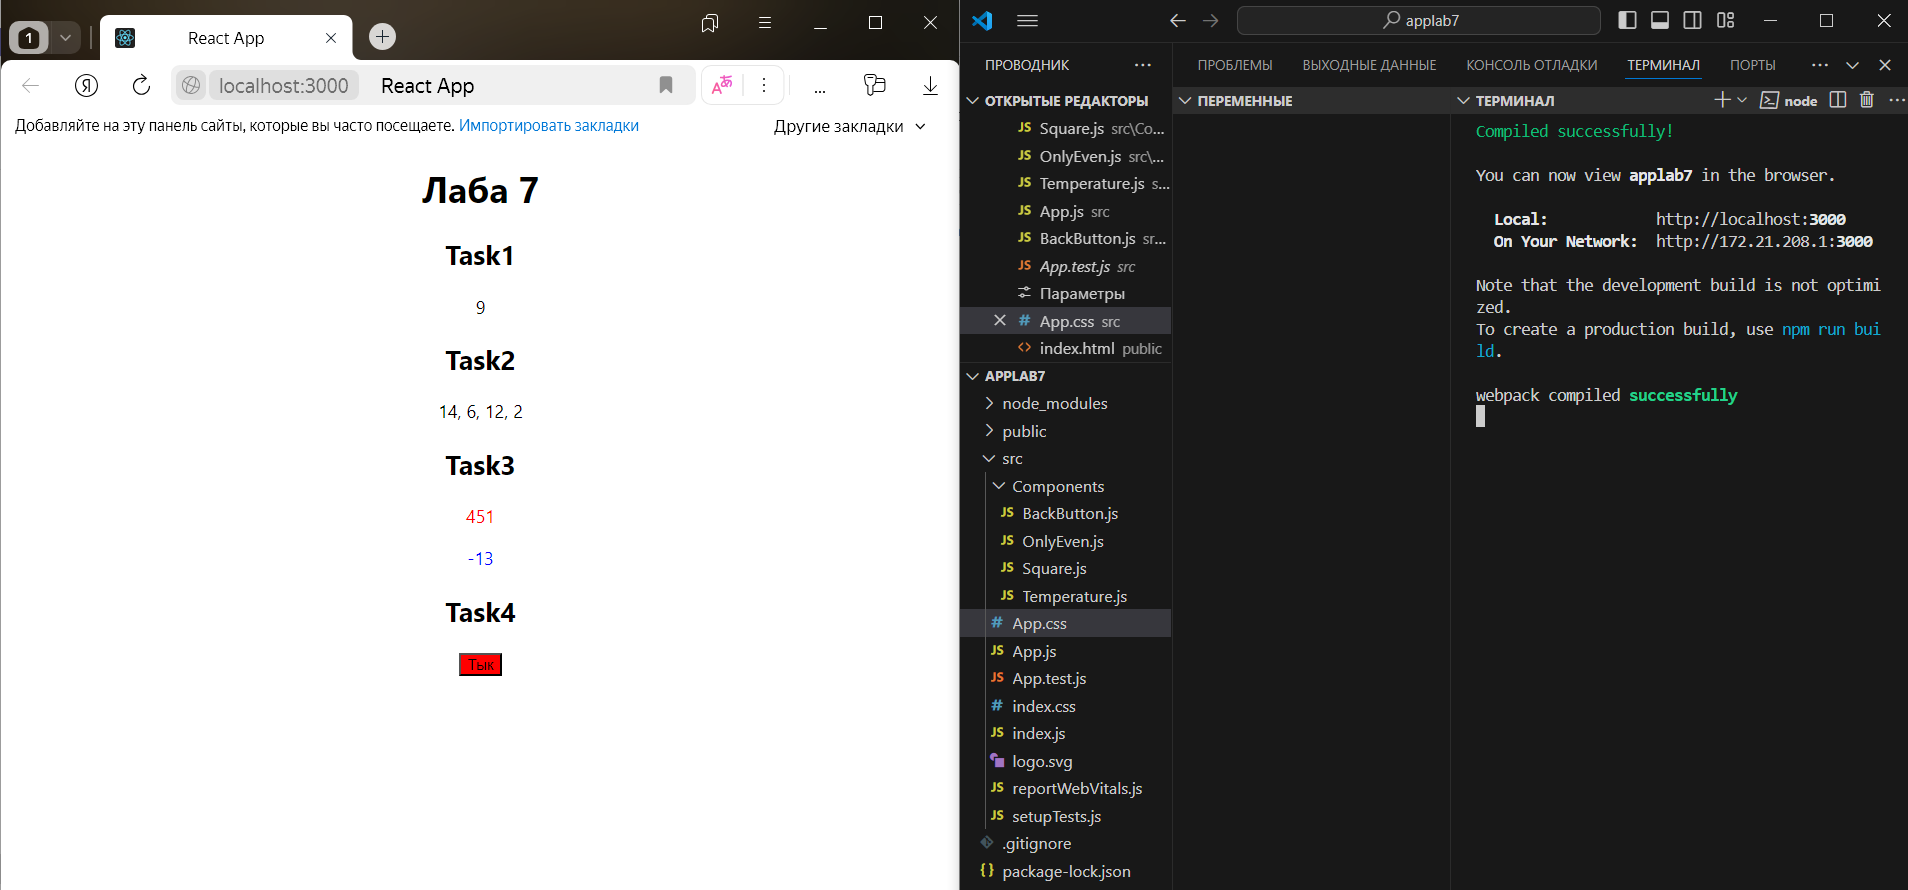 1
React App
localhost:3000
React App
Добавляйте на эту панель сайты, которые вы часто посещаете. Импортировать закладки
Другие закладки
Лаба 7
Task1
9
Task2
14, 6, 12, 2
Task3
451
-13
Task4
Тык
applab7
ПРОВОДНИК
ОТКРЫТЫЕ РЕДАКТОРЫ
JS Square.js src\Co...
JS OnlyEven.js src\...
JS Temperature.js s...
JS App.js src
JS BackButton.js sr...
JS App.test.js src
Параметры
# App.css src
<> index.html public
APPLAB7
node_modules
public
src
Components
JS BackButton.js
JS OnlyEven.js
JS Square.js
JS Temperature.js
# App.css
JS App.js
JS App.test.js
# index.css
JS index.js
logo.svg
JS reportWebVitals.js
JS setupTests.js
.gitignore
{} package-lock.json
ПРОБЛЕМЫ ВЫХОДНЫЕ ДАННЫЕ КОНСОЛЬ ОТЛАДКИ ТЕРМИНАЛ ПОРТЫ
ПЕРЕМЕННЫЕ
ТЕРМИНАЛ
node
Compiled successfully!
You can now view applab7 in the browser.
Local: http://localhost:3000
On Your Network: http://172.21.208.1:3000
Note that the development build is not optimi
zed.
To create a production build, use npm run bui
ld.
webpack compiled successfully